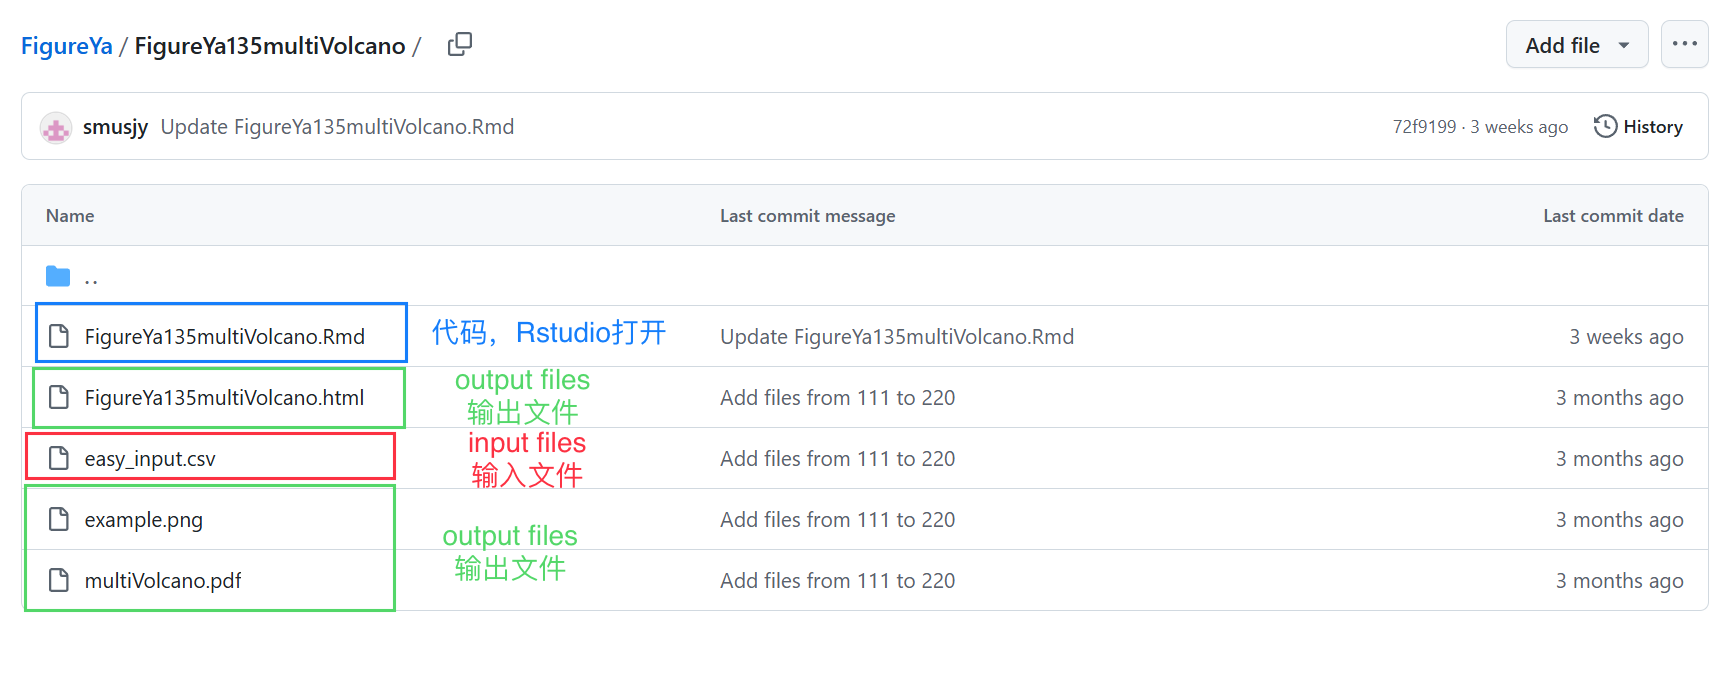 FigureYa / FigureYa135multiVolcano /
Add file
smusjy Update FigureYa135multiVolcano.Rmd
72f9199 · 3 weeks ago
History
Name Last commit message Last commit date
..
FigureYa135multiVolcano.Rmd 代码，Rstudio打开 Update FigureYa135multiVolcano.Rmd 3 weeks ago
output files
FigureYa135multiVolcano.html Add files from 111 to 220 3 months ago
输出文件
input files
easy_input.csv Add files from 111 to 220 3 months ago
输入文件
example.png Add files from 111 to 220 3 months ago
output files
输出文件
multiVolcano.pdf Add files from 111 to 220 3 months ago